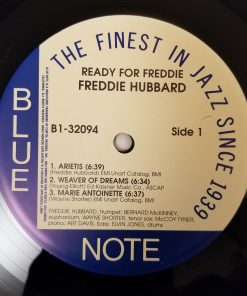 THE FINEST IN JAZZ SINCE 1939
READY FOR FREDDIE
FREDDIE HUBBARD
B1-32094
Side 1
1. ARIETIS (6:39)
(Freddie Hubbard) EMI Unart Catalog, BMI
2. WEAVER OF DREAMS (6:34)
(Young Elliott) Ed Kassner Music Co., ASCAP
3. MARIE ANTOINETTE (6:37)
(Wayne Shorter) EMI Unart Catalog, BMI
FREDDIE HUBBARD, trumpet; BERNARD McKINNEY,
euphonium; WAYNE SHORTER, tenor sax; McCOY TYNER,
piano; ART DAVIS, bass; ELVIN JONES, drums
BLUE
NOTE